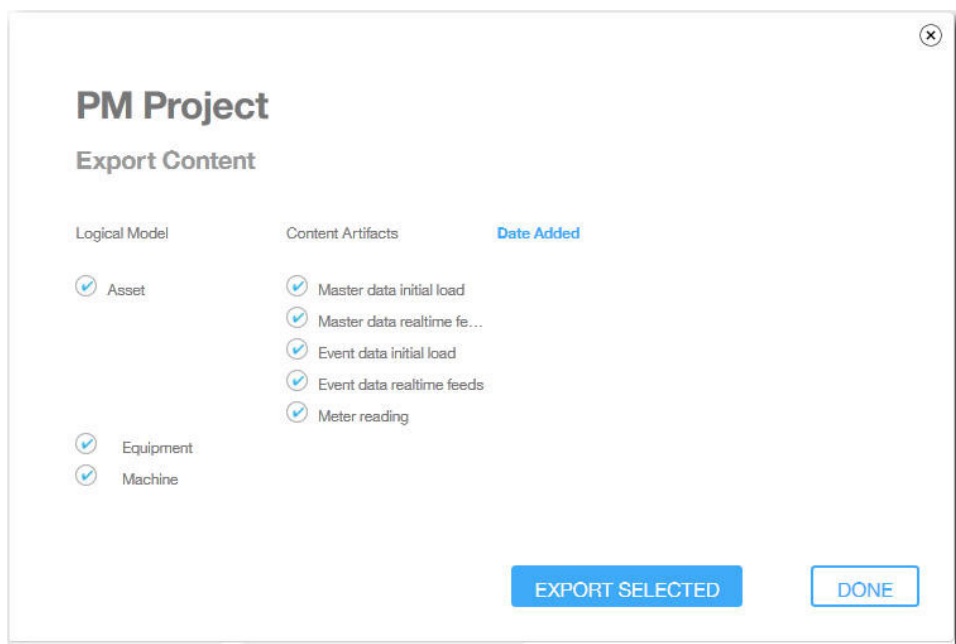 PM Project
Export Content
Logical Model Content Artifacts Date Added
Asset Master data initial load
Master data realtime fe...
Event data initial load
Event data realtime feeds
Meter reading
Equipment
Machine
EXPORT SELECTED DONE